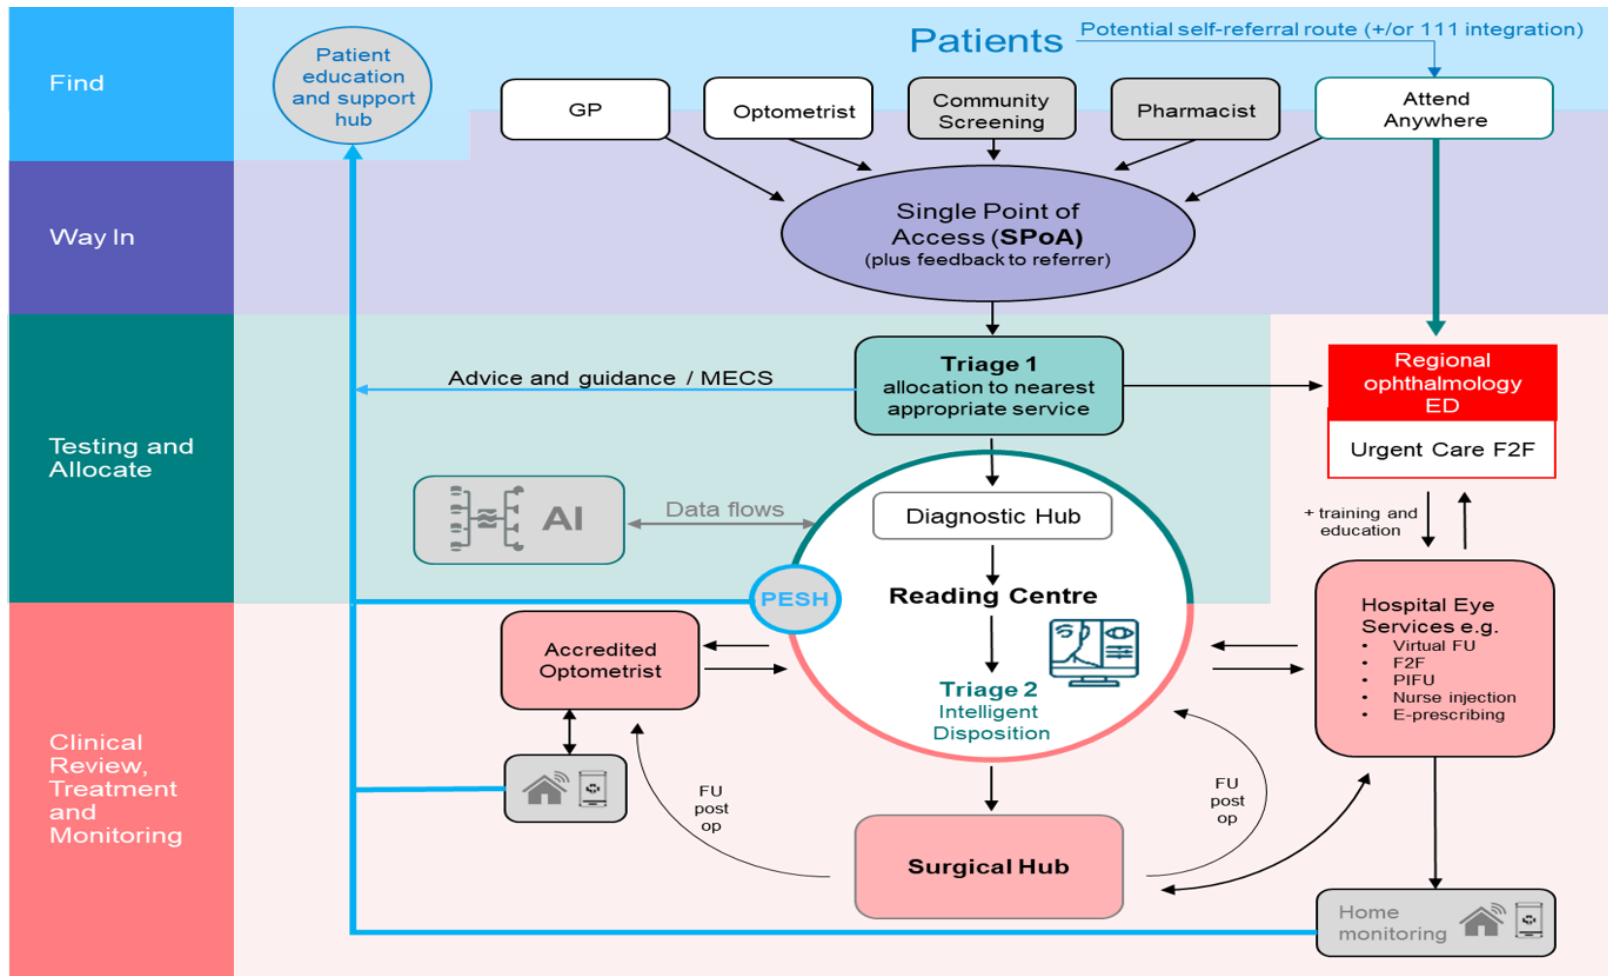 Find
Patient
education
and support
hub
Patients
Potential self-referral route (+/or 111 integration)
GP
Optometrist
Community
Screening
Pharmacist
Attend
Anywhere
Way In
Single Point of
Access (SPoA)
(plus feedback to referrer)
Testing and
Allocate
Advice and guidance / MECS
Triage 1
allocation to nearest
appropriate service
Regional
ophthalmology
ED
Urgent Care F2F
AI
Data flows
Diagnostic Hub
+ training and
education
PESH
Reading Centre
Triage 2
Intelligent
Disposition
Clinical
Review,
Treatment
and
Monitoring
Accredited
Optometrist
Hospital Eye
Services e.g.
• Virtual FU
• F2F
• PIFU
• Nurse injection
• E-prescribing
FU
post
op
FU
post
op
Surgical Hub
Home
monitoring